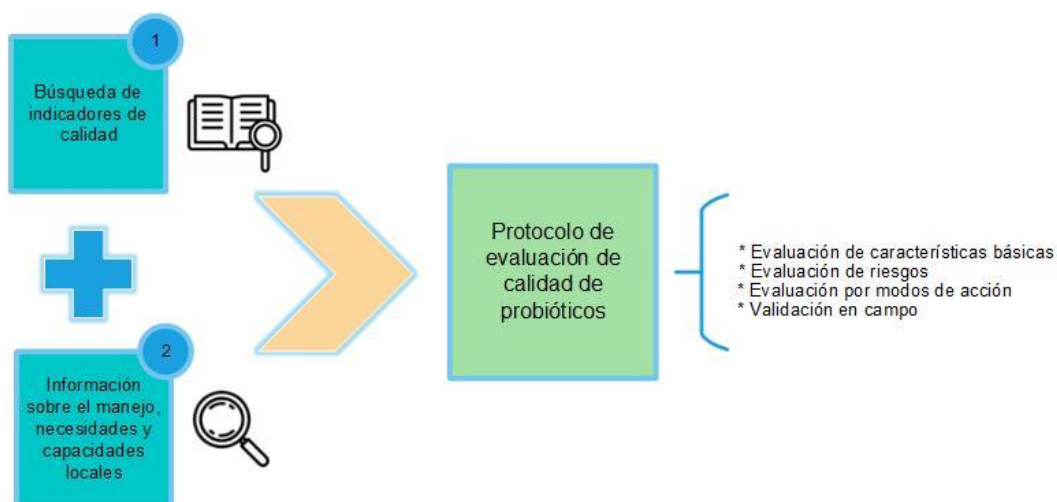 1
Búsqueda de
indicadores de
calidad
2
Información
sobre el manejo,
necesidades y
capacidades
locales
Protocolo de
evaluación de
calidad de
probióticos
* Evaluación de características básicas
* Evaluación de riesgos
* Evaluación por modos de acción
* Validación en campo